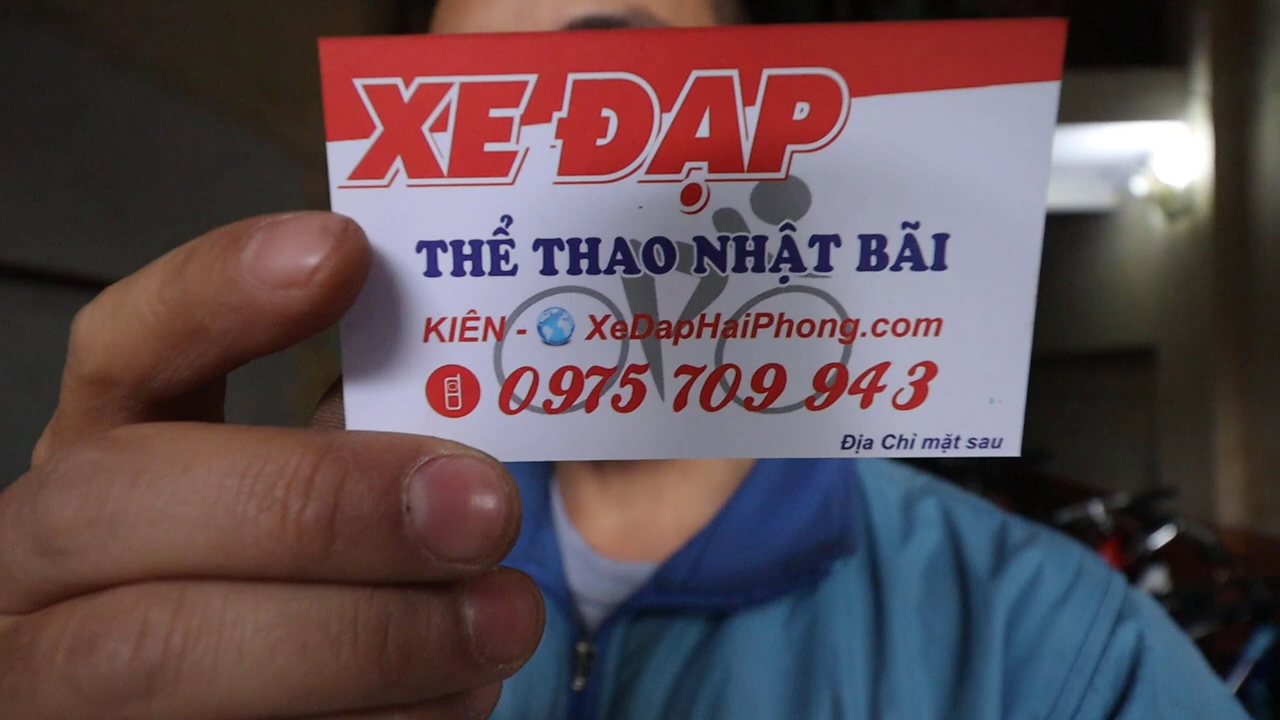 XE ĐẠP
THỂ THAO NHẬT BÃI
KIÊN - XeDapHaiPhong.com
0975 709 943
Địa Chỉ mặt sau